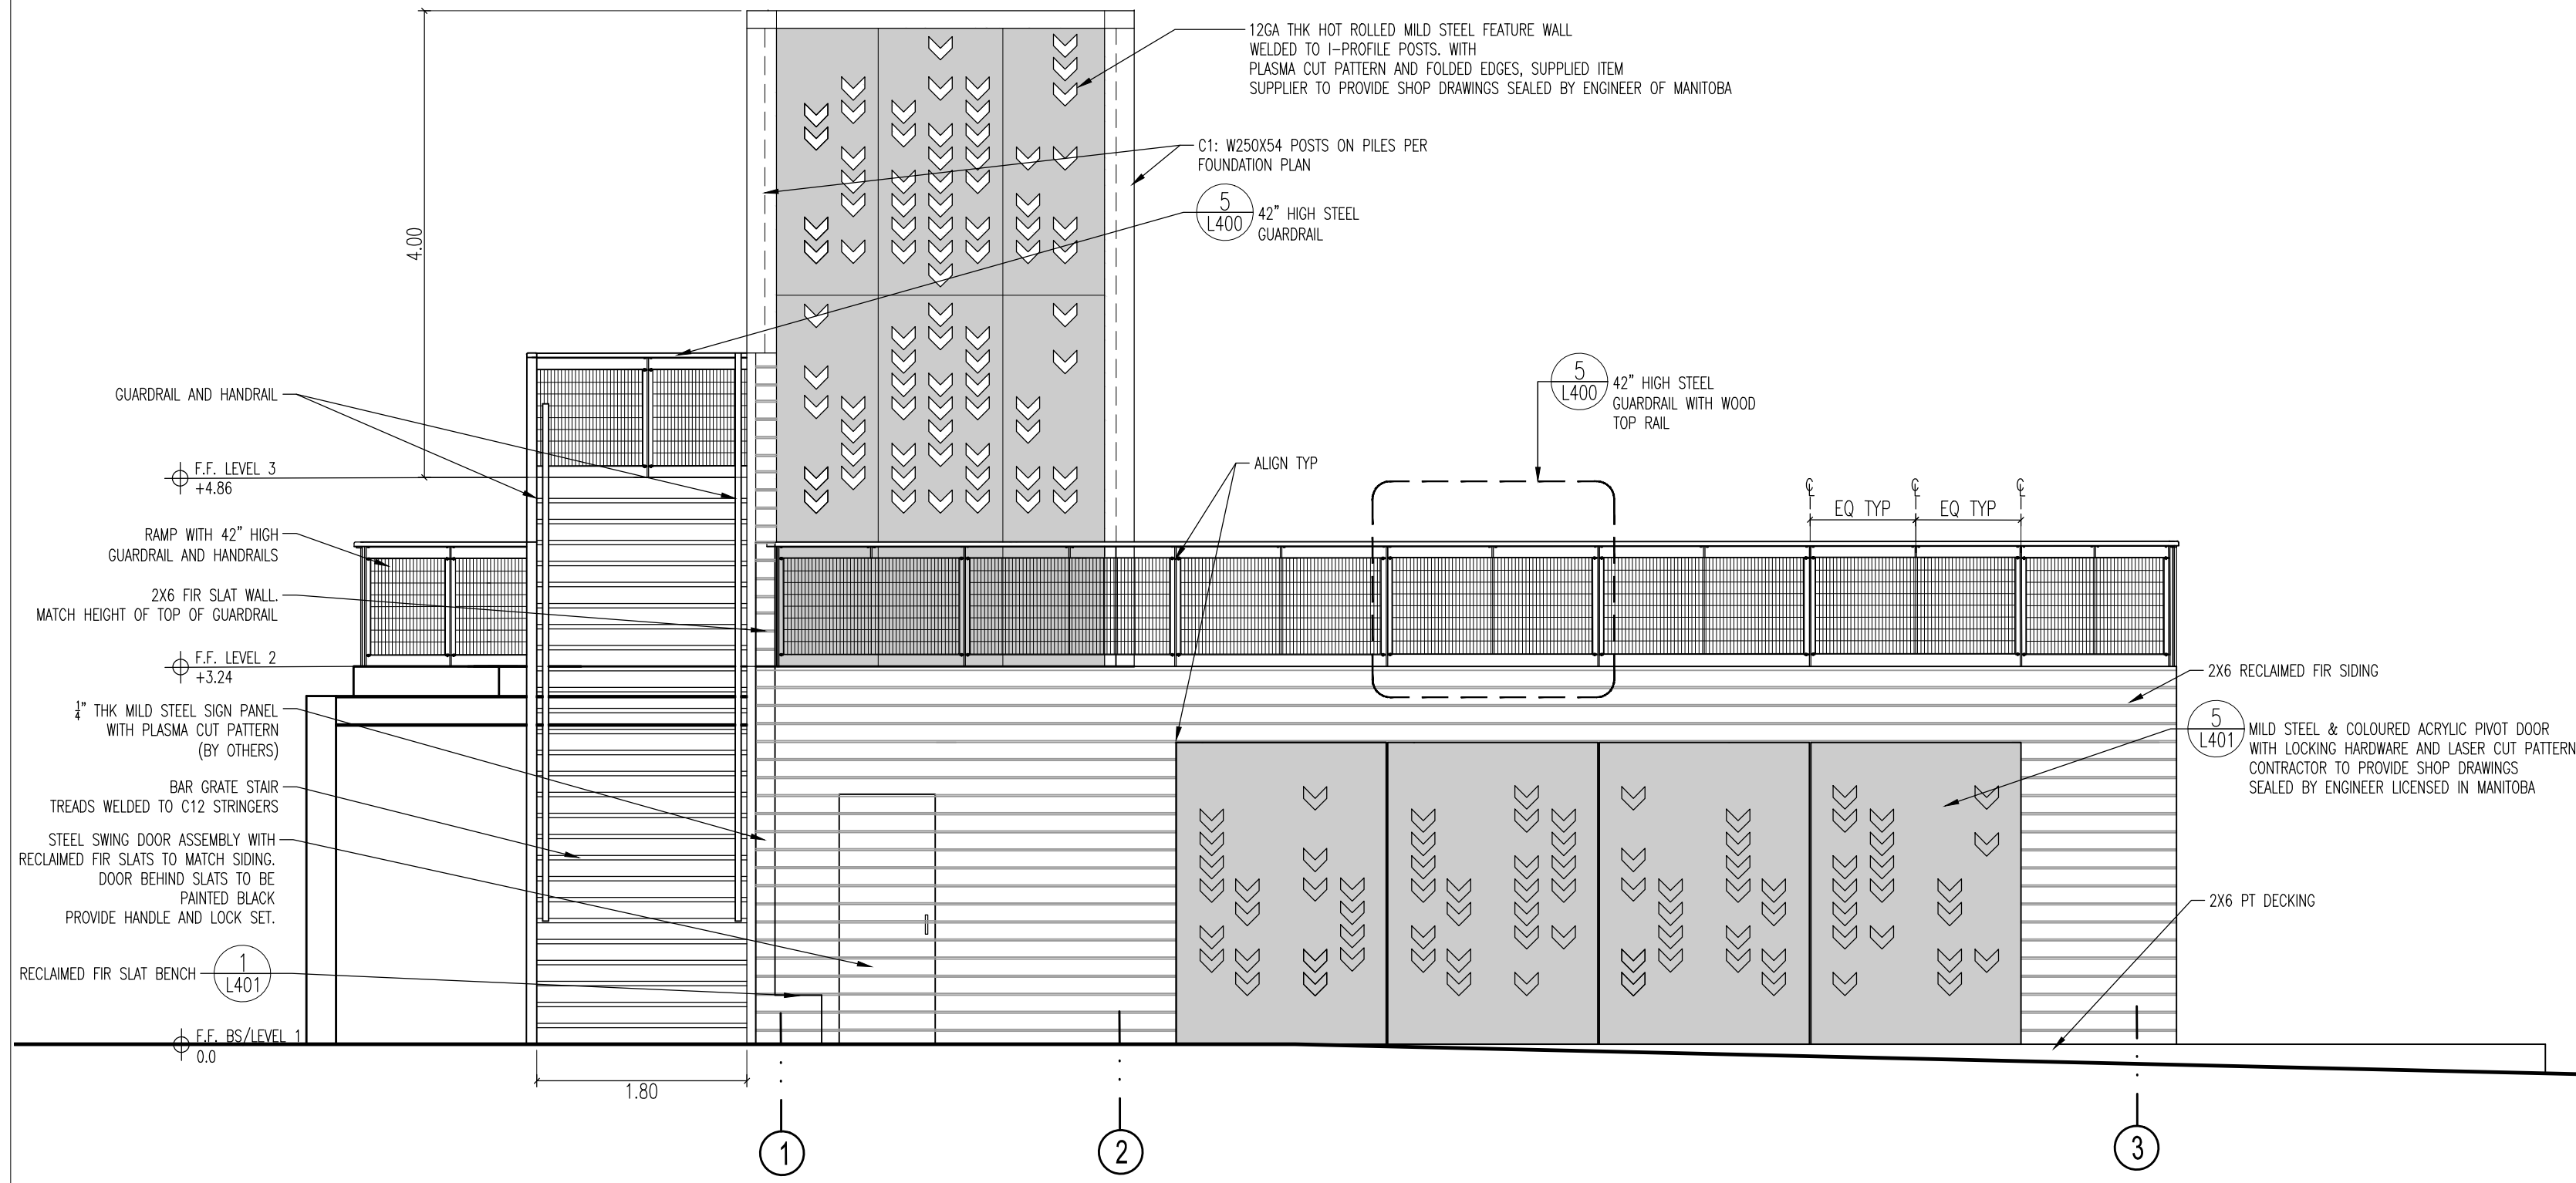 12GA THK HOT ROLLED MILD STEEL FEATURE WALL
WELDED TO I-PROFILE POSTS. WITH
PLASMA CUT PATTERN AND FOLDED EDGES, SUPPLIED ITEM
SUPPLIER TO PROVIDE SHOP DRAWINGS SEALED BY ENGINEER OF MANITOBA
C1: W250X54 POSTS ON PILES PER
FOUNDATION PLAN
5
L400
42" HIGH STEEL
GUARDRAIL
4.00
GUARDRAIL AND HANDRAIL
5
L400
42" HIGH STEEL
GUARDRAIL WITH WOOD
TOP RAIL
ALIGN TYP
F.F. LEVEL 3
+4.86
℄
℄
℄
EQ TYP
EQ TYP
RAMP WITH 42" HIGH
GUARDRAIL AND HANDRAILS
2X6 FIR SLAT WALL.
MATCH HEIGHT OF TOP OF GUARDRAIL
F.F. LEVEL 2
+3.24
2X6 RECLAIMED FIR SIDING
¼" THK MILD STEEL SIGN PANEL
WITH PLASMA CUT PATTERN
(BY OTHERS)
5
L401
MILD STEEL & COLOURED ACRYLIC PIVOT DOOR
WITH LOCKING HARDWARE AND LASER CUT PATTERN
CONTRACTOR TO PROVIDE SHOP DRAWINGS
SEALED BY ENGINEER LICENSED IN MANITOBA
BAR GRATE STAIR
TREADS WELDED TO C12 STRINGERS
STEEL SWING DOOR ASSEMBLY WITH
RECLAIMED FIR SLATS TO MATCH SIDING.
DOOR BEHIND SLATS TO BE
PAINTED BLACK
PROVIDE HANDLE AND LOCK SET.
2X6 PT DECKING
RECLAIMED FIR SLAT BENCH
1
L401
F.F. BS/LEVEL 1
0.0
1.80
1
2
3